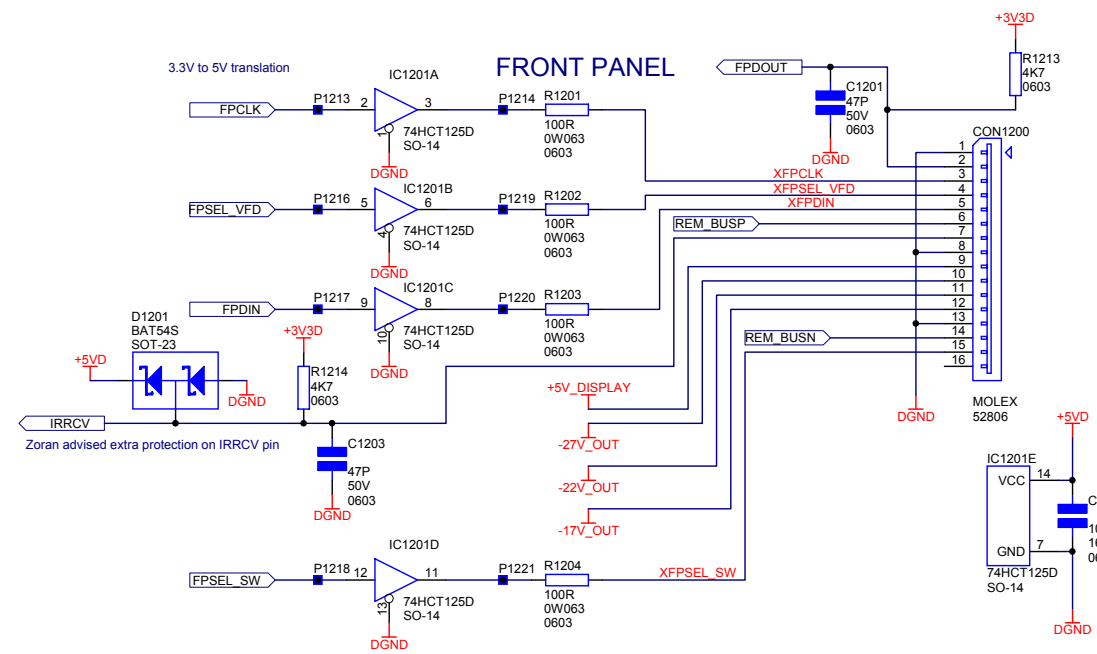 +3V3D
3.3V to 5V translation
IC1201A
FRONT PANEL
FPDOUT
R1213
4K7
0603
FPCLK
P1213
2
3
1
74HCT125D
SO-14
DGND
P1214
R1201
100R
0W063
0603
C1201
47P
50V
0603
DGND
CON1200
1
2
3
4
5
6
7
8
9
10
11
12
13
14
15
16
MOLEX
52806
DGND
XFPCLK
XFPSEL_VFD
XFPDIN
REM_BUSP
REM_BUSN
FPSEL_VFD
P1216
5
IC1201B
6
4
74HCT125D
SO-14
DGND
P1219
R1202
100R
0W063
0603
FPDIN
P1217
9
IC1201C
8
10
74HCT125D
SO-14
DGND
P1220
R1203
100R
0W063
0603
D1201
BAT54S
SOT-23
+5VD
DGND
+3V3D
R1214
4K7
0603
IRRCV
Zoran advised extra protection on IRRCV pin
C1203
47P
50V
0603
DGND
+5V_DISPLAY
-27V_OUT
-22V_OUT
-17V_OUT
FPSEL_SW
P1218
12
IC1201D
11
13
74HCT125D
SO-14
DGND
P1221
R1204
100R
0W063
0603
XFPSEL_SW
+5VD
IC1201E
VCC
14
GND
7
74HCT125D
SO-14
DGND